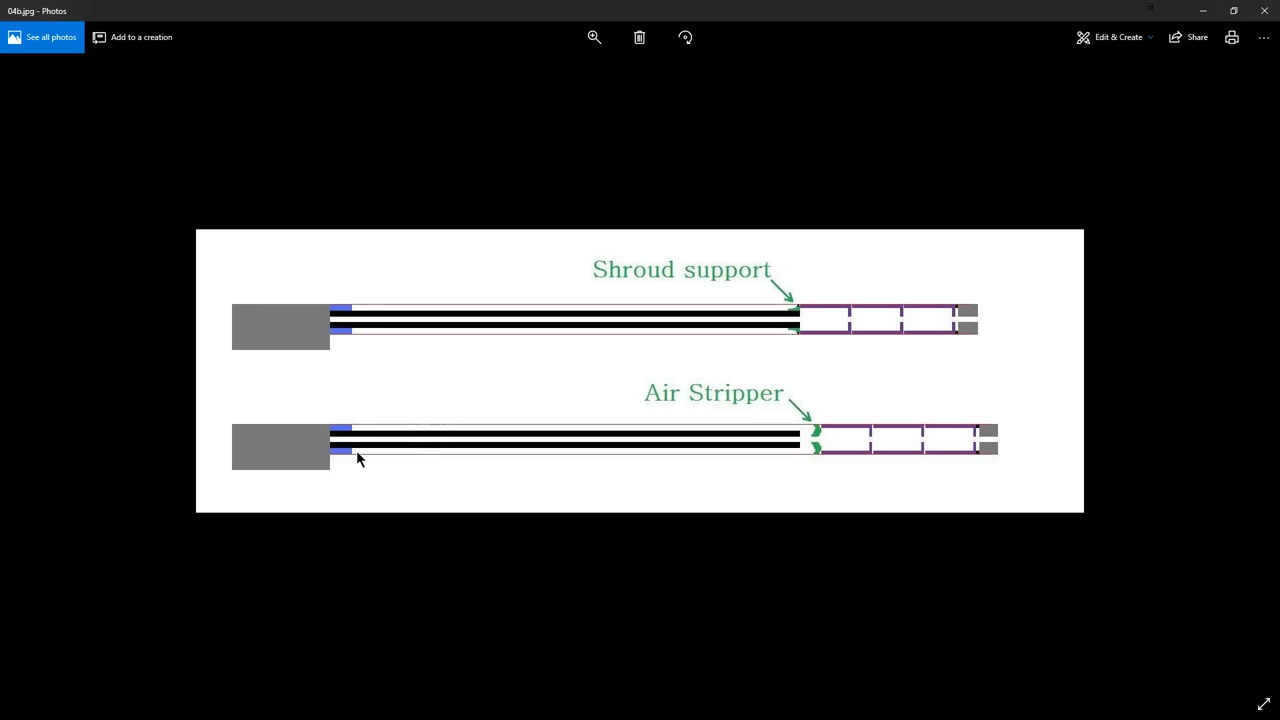 04b.jpg - Photos
See all photos
Add to a creation
Edit & Create
Share
Shroud support
Air Stripper